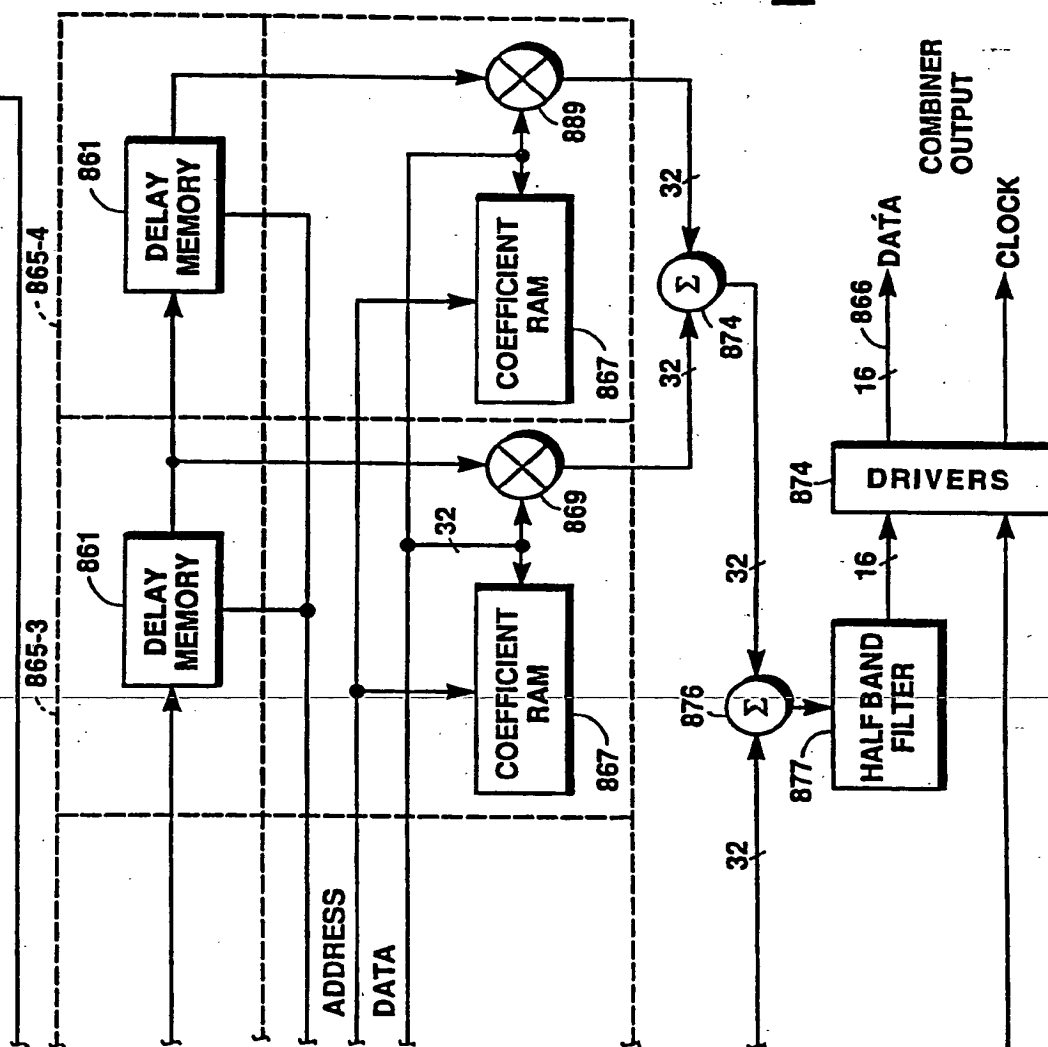 865-3
865-4
861
861
DELAY
MEMORY
DELAY
MEMORY
ADDRESS
DATA
32
COEFFICIENT
RAM
COEFFICIENT
RAM
869
889
867
867
32
32
Σ
874
32
32
876
Σ
877
HALF BAND
FILTER
16
874
DRIVERS
16
866
DATA
CLOCK
COMBINER
OUTPUT